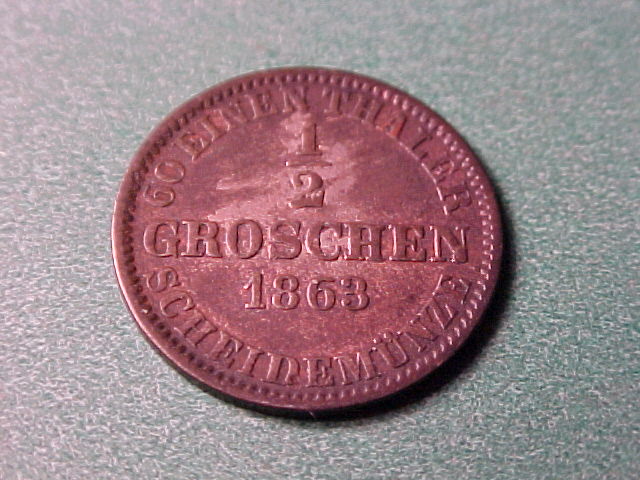 60 EINEN THALER
1
2
GROSCHEN
1863
SCHEIDEMÜNZE